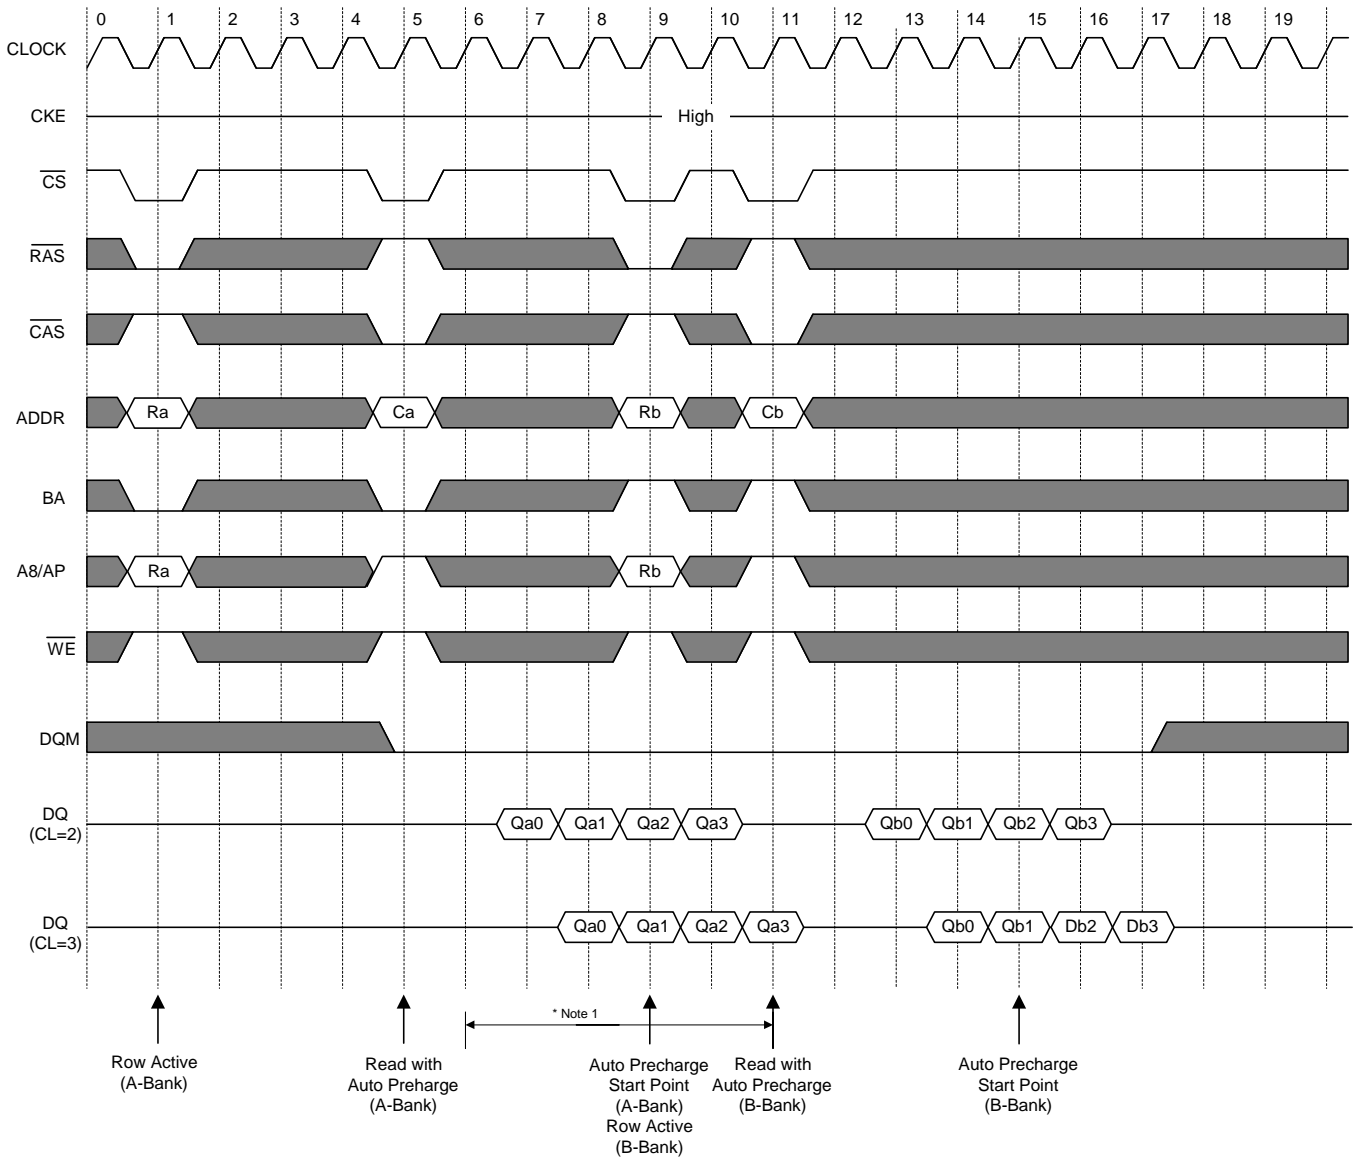 0 1 2 3 4 5 6 7 8 9 10 11 12 13 14 15 16 17 18 19
CLOCK
CKE High
CS
RAS
CAS
ADDR Ra Ca Rb Cb
BA
A8/AP Ra Rb
WE
DQM
DQ
(CL=2)
Qa0 Qa1 Qa2 Qa3 Qb0 Qb1 Qb2 Qb3
DQ
(CL=3)
Qa0 Qa1 Qa2 Qa3 Qb0 Qb1 Db2 Db3
* Note 1
Row Active
(A-Bank)
Read with
Auto Preharge
(A-Bank)
Auto Precharge
Start Point
(A-Bank)
Row Active
(B-Bank)
Read with
Auto Precharge
(B-Bank)
Auto Precharge
Start Point
(B-Bank)